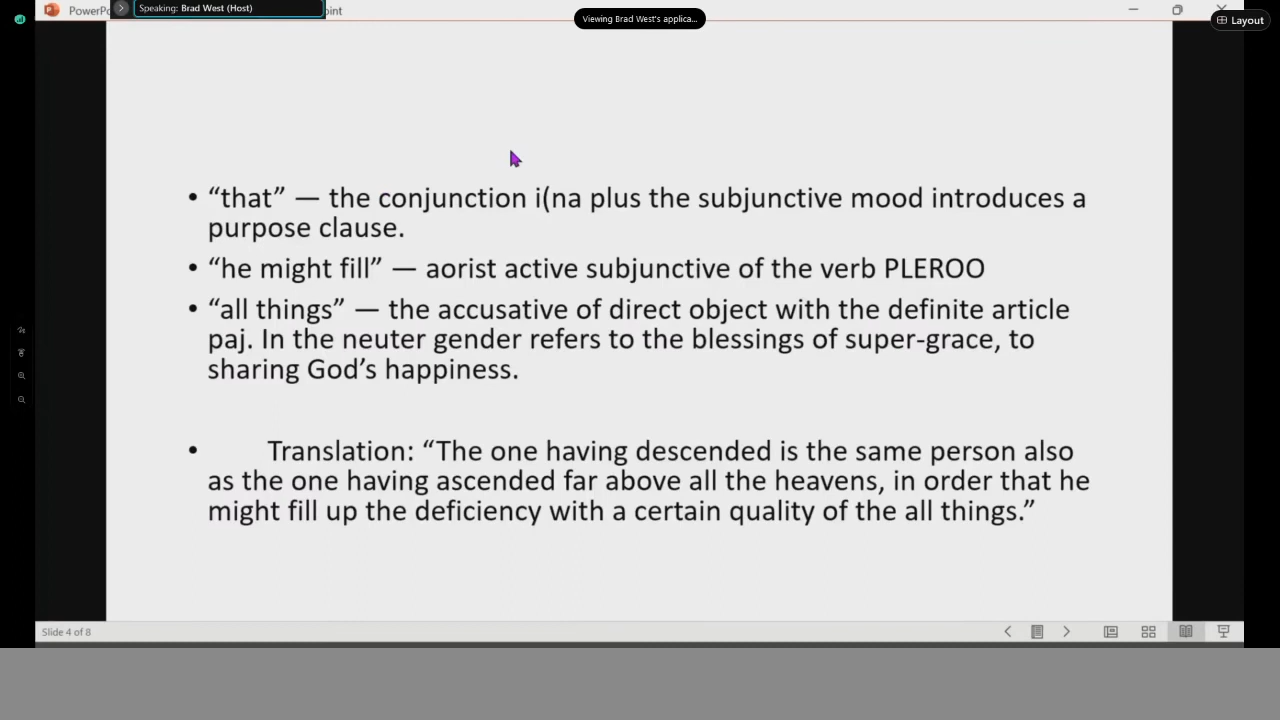 Speaking: Brad West (Host)
Viewing Brad West's applica...
Layout
• “that” — the conjunction i(na plus the subjunctive mood introduces a
purpose clause.
• “he might fill” — aorist active subjunctive of the verb PLEROO
• “all things” — the accusative of direct object with the definite article
paj. In the neuter gender refers to the blessings of super-grace, to
sharing God’s happiness.
• Translation: “The one having descended is the same person also
as the one having ascended far above all the heavens, in order that he
might fill up the deficiency with a certain quality of the all things.”
Slide 4 of 8